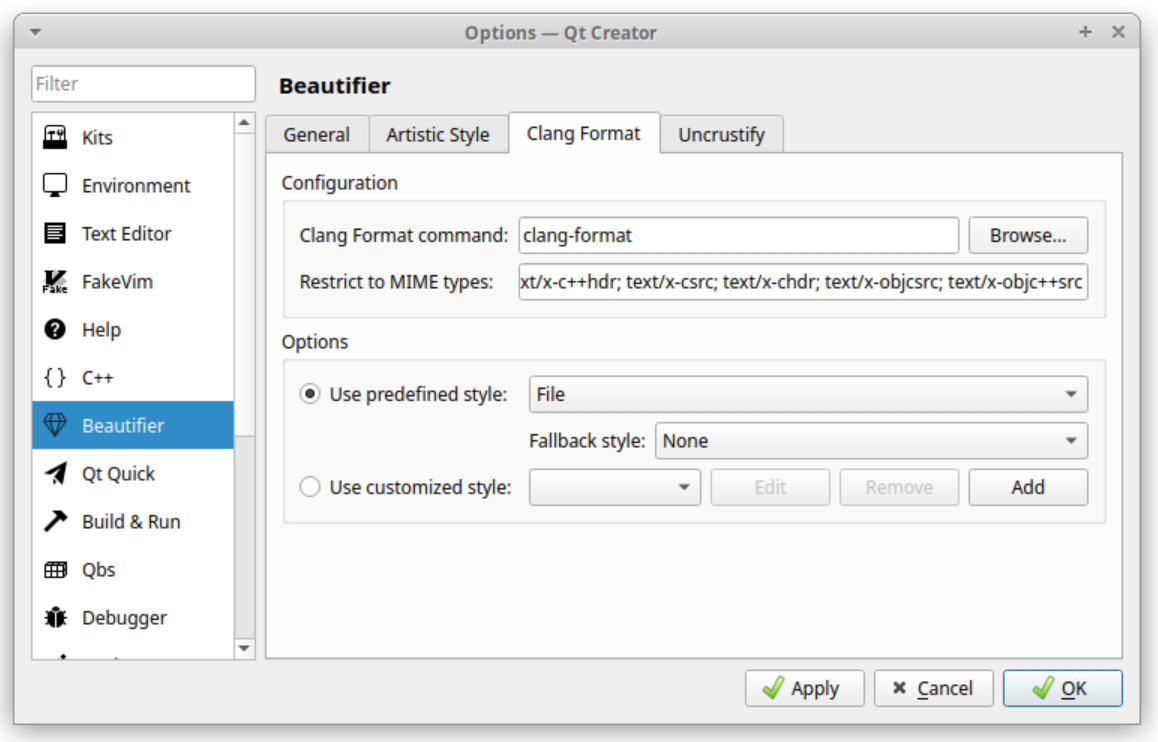 Options — Qt Creator
Filter
Beautifier
Kits
Environment
Text Editor
FakeVim
Help
C++
Beautifier
Qt Quick
Build & Run
Qbs
Debugger
General Artistic Style Clang Format Uncrustify
Configuration
Clang Format command: clang-format Browse...
Restrict to MIME types: xt/x-c++hdr; text/x-csrc; text/x-chdr; text/x-objcsrc; text/x-objc++src
Options
Use predefined style: File
Fallback style: None
Use customized style: Edit Remove Add
Apply Cancel OK